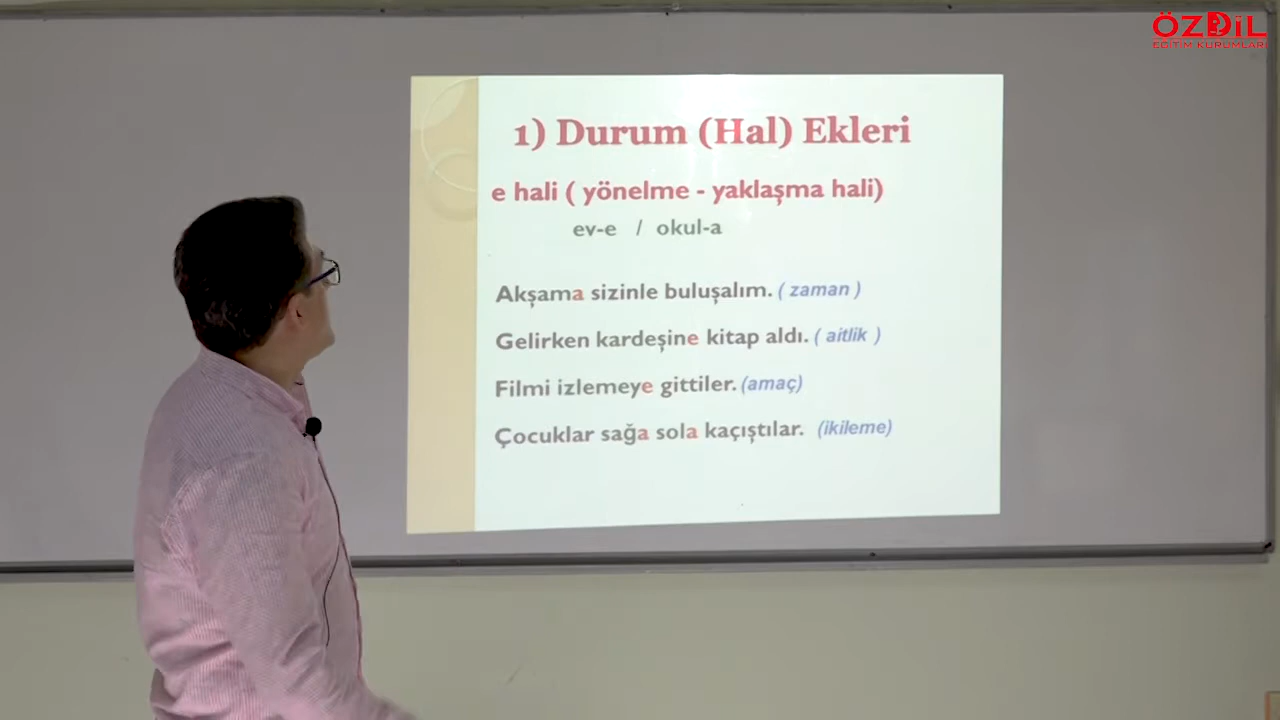 ÖZDİL
EĞİTİM KURUMLARI
1) Durum (Hal) Ekleri
e hali ( yönelme - yaklaşma hali)
ev-e / okul-a
Akşama sizinle buluşalım. ( zaman )
Gelirken kardeşine kitap aldı. ( aitlik )
Filmi izlemeye gittiler. (amaç)
Çocuklar sağa sola kaçıştılar. (ikileme)